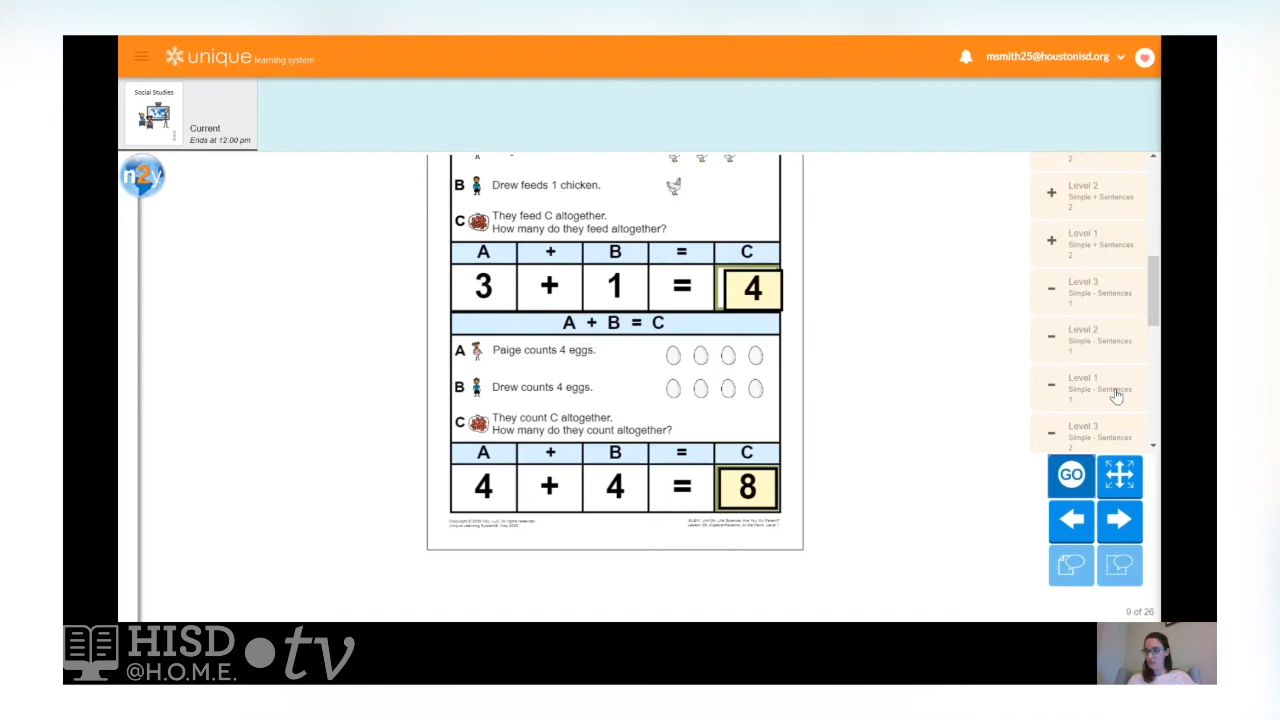 unique learning system
msmith25@houstonisd.org
Social Studies
Current
Ends at 12:00 pm
n2y
B Drew feeds 1 chicken.
C They feed C altogether.
How many do they feed altogether?
A + B = C
3 + 1 = 4
A + B = C
A Paige counts 4 eggs.
B Drew counts 4 eggs.
C They count C altogether.
How many do they count altogether?
A + B = C
4 + 4 = 8
2
Level 2
Simple + Sentences
2
Level 1
Simple + Sentences
2
Level 3
Simple - Sentences
1
Level 2
Simple - Sentences
1
Level 1
Simple - Sentences
1
Level 3
Simple - Sentences
2
GO
9 of 26
HISD
@H.O.M.E.
tv